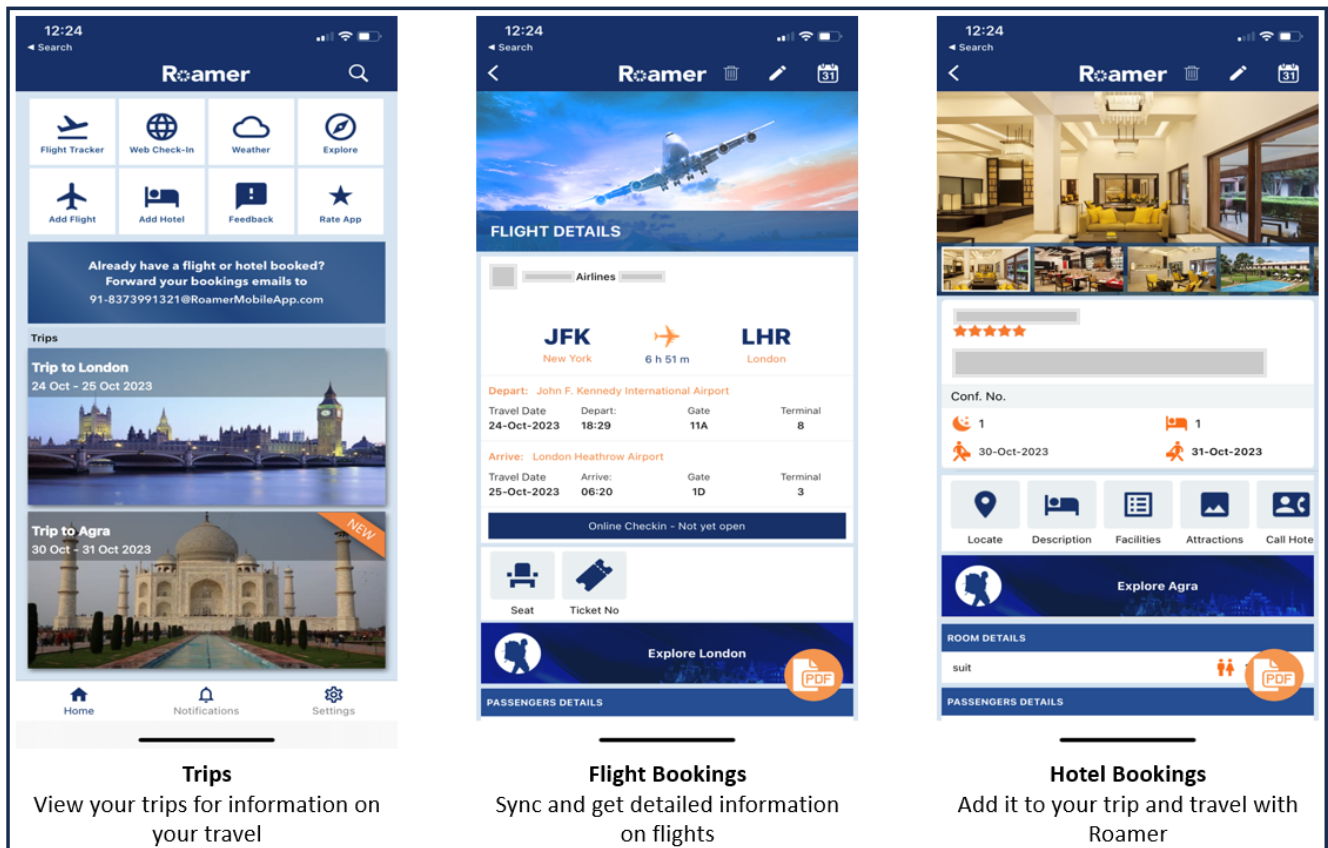 12:24
◄ Search
Roamer
Flight Tracker
Web Check-In
Weather
Explore
Add Flight
Add Hotel
Feedback
Rate App
Already have a flight or hotel booked?
Forward your bookings emails to
91-8373991321@RoamerMobileApp.com
Trips
Trip to London
24 Oct - 25 Oct 2023
Trip to Agra
30 Oct - 31 Oct 2023
NEW
Home
Notifications
Settings
Trips
View your trips for information on
your travel
12:24
◄ Search
Roamer
31
FLIGHT DETAILS
Airlines
JFK
LHR
New York
6 h 51 m
London
Depart: John F. Kennedy International Airport
Travel Date Depart: Gate Terminal
24-Oct-2023 18:29 11A 8
Arrive: London Heathrow Airport
Travel Date Arrive: Gate Terminal
25-Oct-2023 06:20 1D 3
Online Checkin - Not yet open
Seat
Ticket No
Explore London
PDF
PASSENGERS DETAILS
Flight Bookings
Sync and get detailed information
on flights
12:24
◄ Search
Roamer
31
Conf. No.
1
1
30-Oct-2023
31-Oct-2023
Locate
Description
Facilities
Attractions
Call Hote
Explore Agra
ROOM DETAILS
suit
PDF
PASSENGERS DETAILS
Hotel Bookings
Add it to your trip and travel with
Roamer